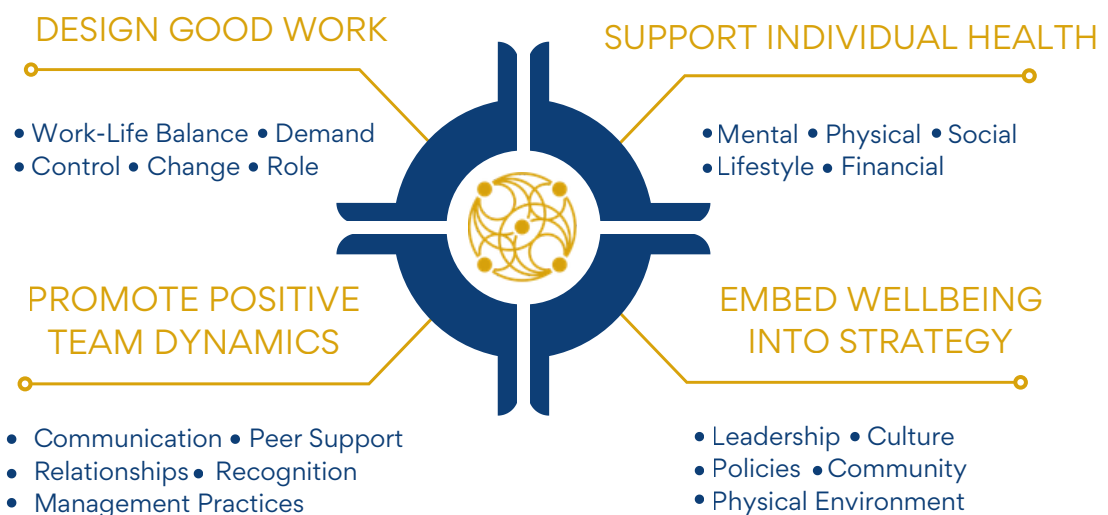 DESIGN GOOD WORK
• Work-Life Balance • Demand
• Control • Change • Role
SUPPORT INDIVIDUAL HEALTH
• Mental • Physical • Social
• Lifestyle • Financial
PROMOTE POSITIVE
TEAM DYNAMICS
• Communication • Peer Support
• Relationships • Recognition
• Management Practices
EMBED WELLBEING
INTO STRATEGY
• Leadership • Culture
• Policies • Community
• Physical Environment